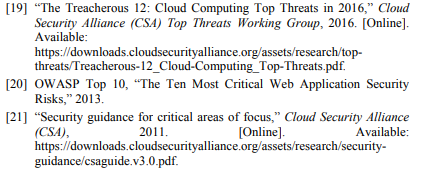 [19] “The Treacherous 12: Cloud Computing Top Threats in 2016,” Cloud
Security Alliance (CSA) Top Threats Working Group, 2016. [Online].
Available:
https://downloads.cloudsecurityalliance.org/assets/research/top-
threats/Treacherous-12_Cloud-Computing_Top-Threats.pdf.
[20] OWASP Top 10, “The Ten Most Critical Web Application Security
Risks,” 2013.
[21] “Security guidance for critical areas of focus,” Cloud Security Alliance
(CSA), 2011. [Online]. Available:
https://downloads.cloudsecurityalliance.org/assets/research/security-
guidance/csaguide.v3.0.pdf.